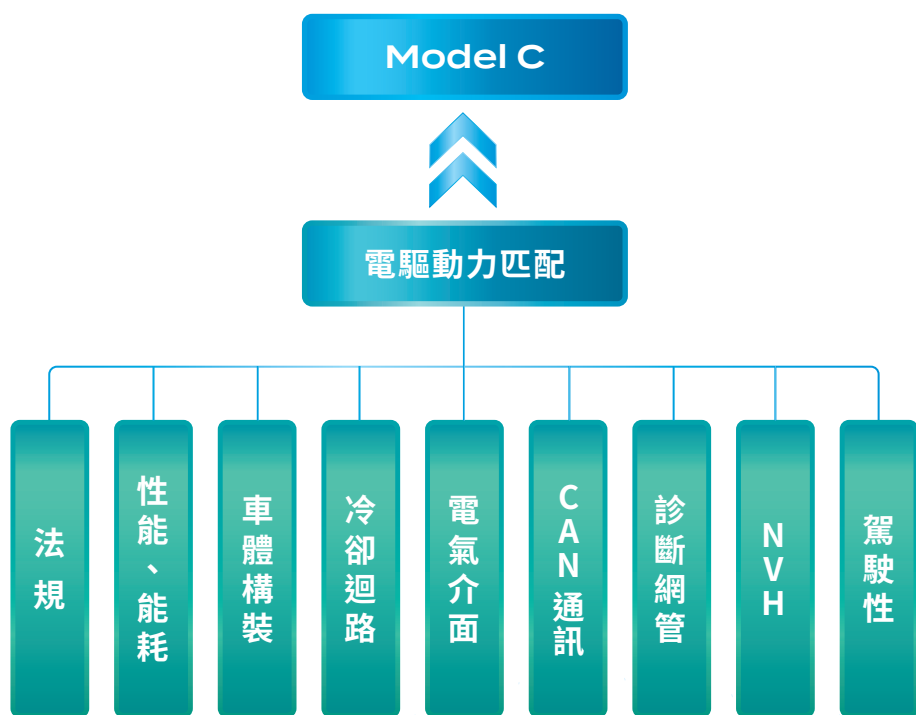 Model C
電驅動力匹配
法規
性能、能耗
車體構裝
冷卻迴路
電氣介面
CAN通訊
診斷網管
NVH
駕駛性